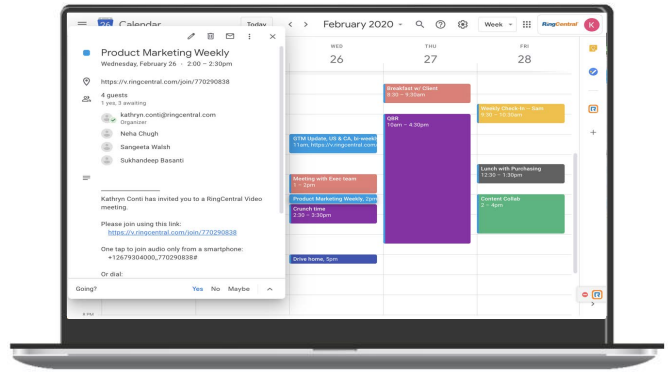 26 Calendar Today February 2020 Week RingCentral K
Product Marketing Weekly
Wednesday, February 26 · 2:00 – 2:30pm
https://v.ringcentral.com/join/770290838
4 guests
1 yes, 3 awaiting
kathryn.conti@ringcentral.com
Organizer
Neha Chugh
Sangeeta Walsh
Sukhandeep Basanti
Kathryn Conti has invited you to a RingCentral Video
meeting.
Please join using this link:
https://v.ringcentral.com/join/770290838
One tap to join audio only from a smartphone:
+12679304000,,770290838#
Or dial:
Going? Yes No Maybe
8 PM
WED THU FRI
26 27 28
Breakfast w/ Client
9:30 – 9:30am
Weekly Check-In – Sam
9:30 – 10:30am
QBR
10am – 4:30pm
GTM Update, US & CA, bi-weekly
11am, https://v.ringcentral.com
Lunch with Purchasing
12:30 – 1:30pm
Meeting with Exec team
1 – 2pm
Product Marketing Weekly, 2pm
Crunch time
2:30 – 3:30pm
Content Collab
2 – 4pm
Drive home, 5pm